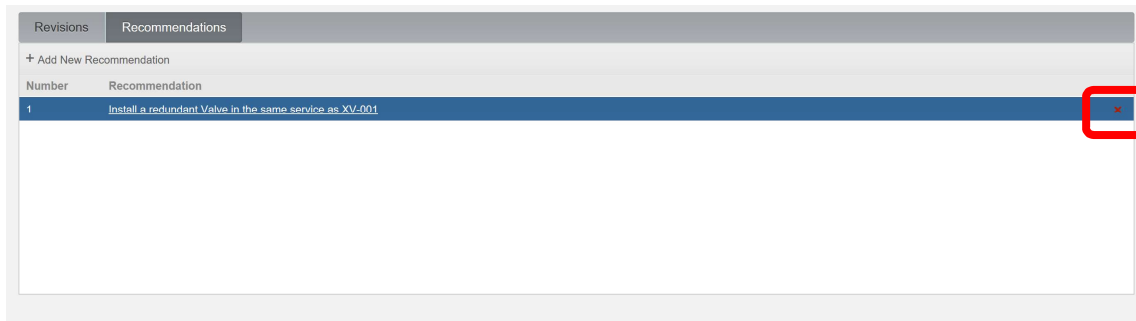 Revisions Recommendations
+ Add New Recommendation
Number Recommendation
1 Install a redundant Valve in the same service as XV-001